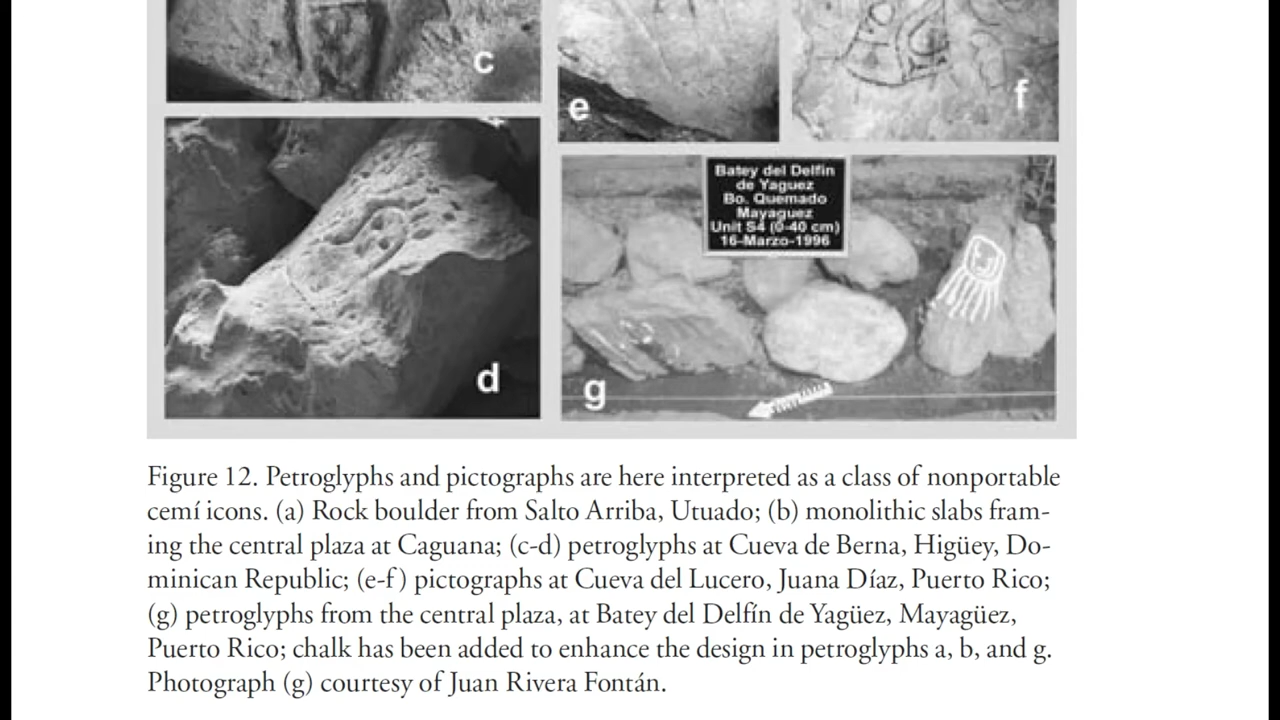 c
e
f
d
Batey del Delfin
de Yaguez
Bo. Quemado
Mayaguez
Unit S4 (0-40 cm)
16-Marzo-1996
g
Figure 12. Petroglyphs and pictographs are here interpreted as a class of nonportable
cemí icons. (a) Rock boulder from Salto Arriba, Utuado; (b) monolithic slabs fram-
ing the central plaza at Caguana; (c-d) petroglyphs at Cueva de Berna, Higüey, Do-
minican Republic; (e-f) pictographs at Cueva del Lucero, Juana Díaz, Puerto Rico;
(g) petroglyphs from the central plaza, at Batey del Delfín de Yagüez, Mayagüez,
Puerto Rico; chalk has been added to enhance the design in petroglyphs a, b, and g.
Photograph (g) courtesy of Juan Rivera Fontán.